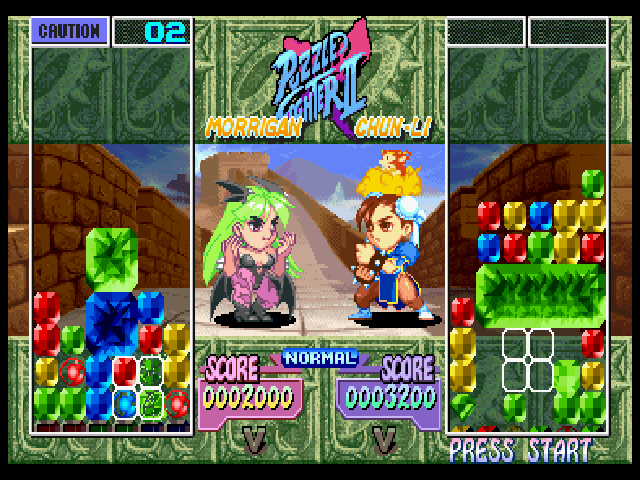 CAUTION 02
PUZZLE
FIGHTER II
MORRIGAN CHUN-LI
NORMAL
SCORE SCORE
0002000 0003200
PRESS START